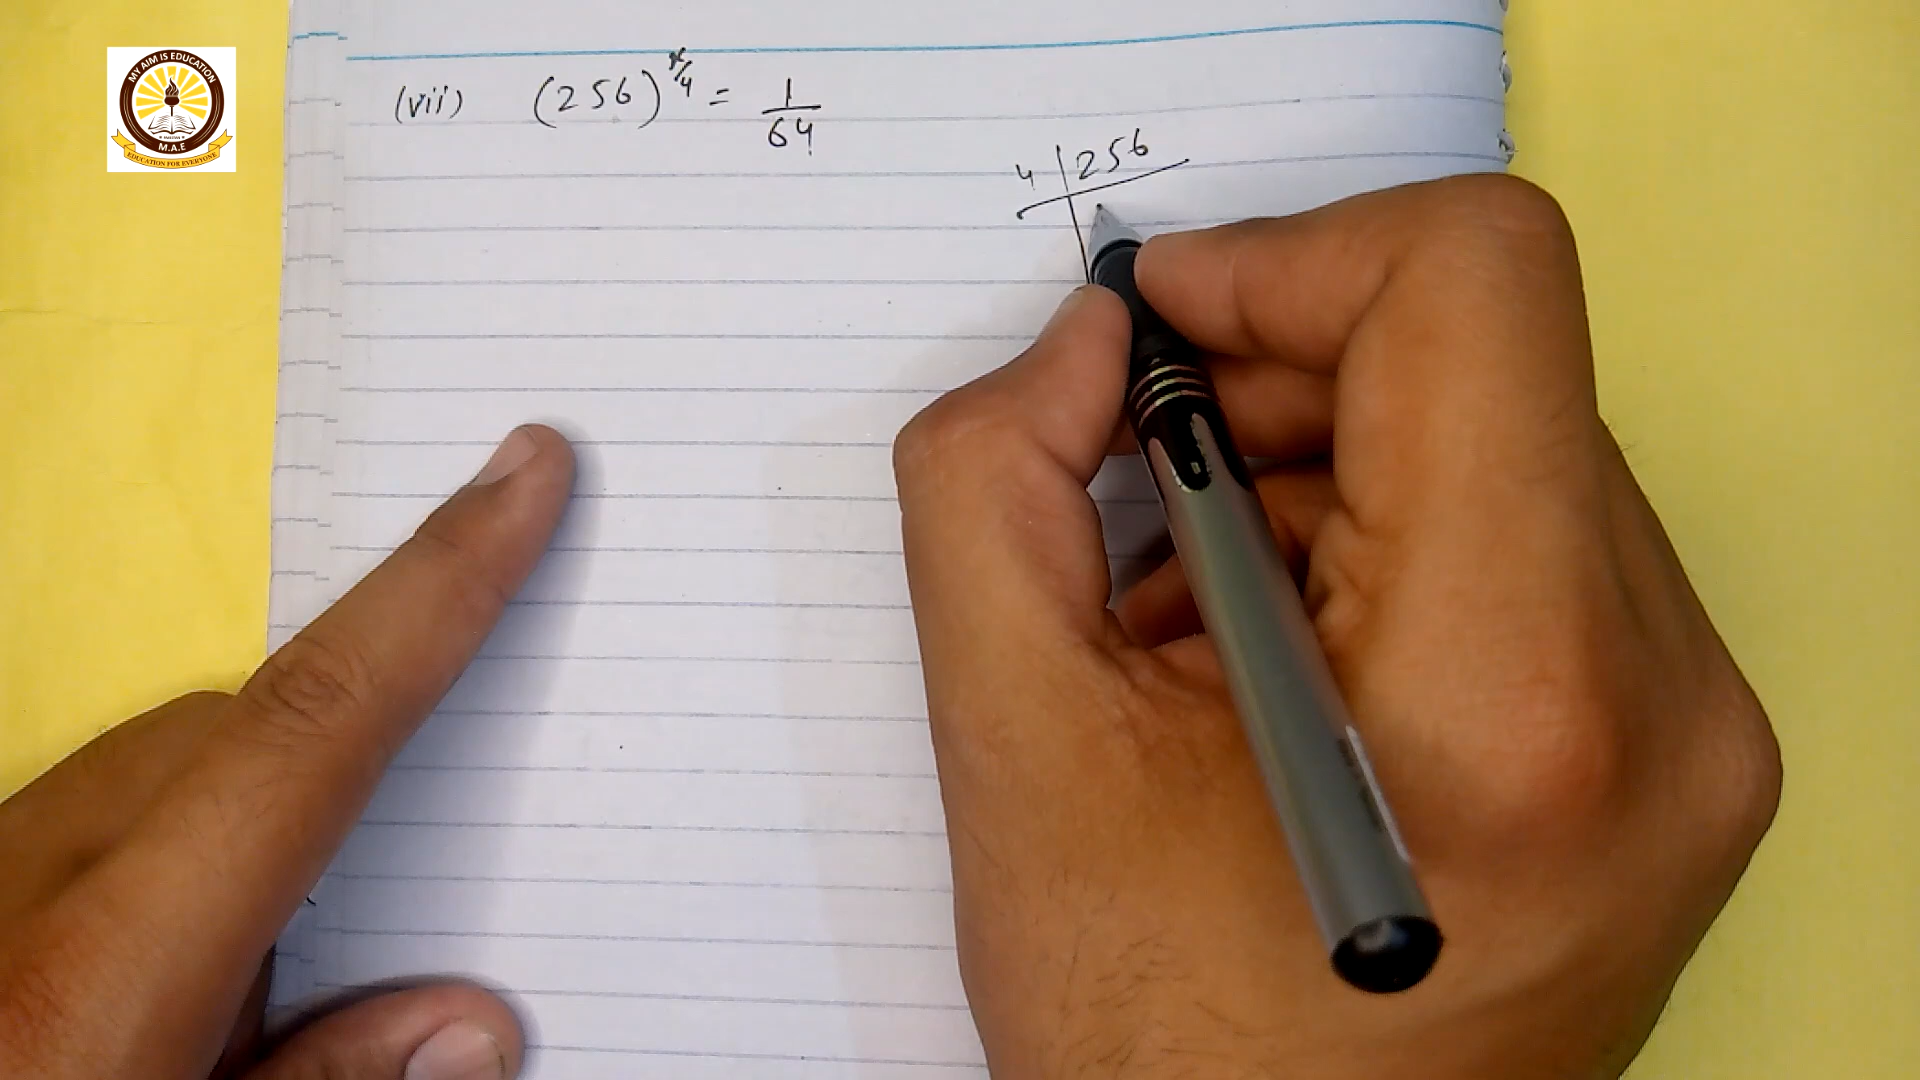 MY AIM IS EDUCATION
M.A.E
EDUCATION FOR EVERYONE
(vii) (256)^x/4 = 1/64
4 | 256